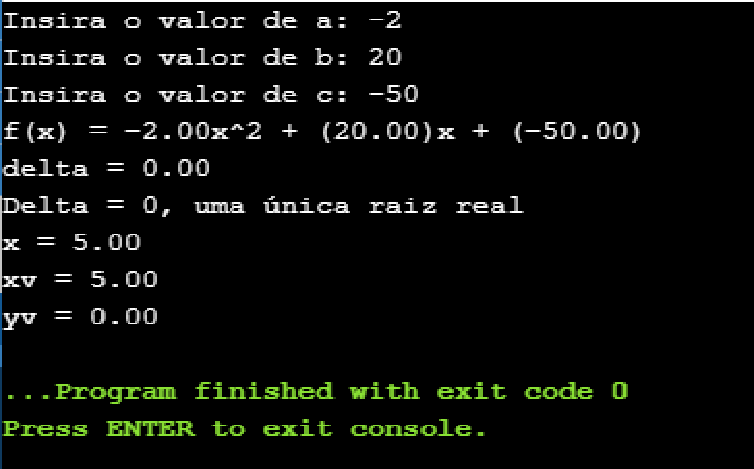 Insira o valor de a: -2
Insira o valor de b: 20
Insira o valor de c: -50
f(x) = -2.00x^2 + (20.00)x + (-50.00)
delta = 0.00
Delta = 0, uma única raiz real
x = 5.00
xv = 5.00
yv = 0.00
...Program finished with exit code 0
Press ENTER to exit console.